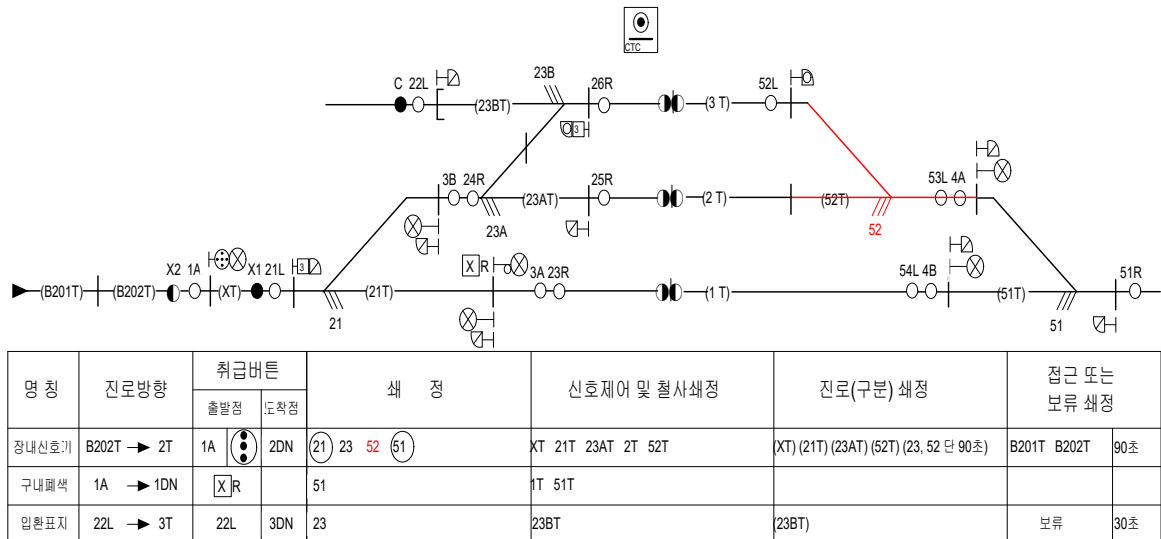 CTC
C 22L
(23BT)
23B
26R
(3 T)
52L
3
3B 24R
(23AT)
23A
25R
(2 T)
(52T)
52
53L 4A
(B201T)
(B202T)
X2 1A
(XT)
X1 21L
3
21
(21T)
X R
3A 23R
(1 T)
54L 4B
(51T)
51
51R
명 칭 진로방향 취급버튼 쇄 정 신호제어 및 철사쇄정 진로(구분) 쇄정 접근 또는 보류 쇄정
출발점 도착점
장내신호기 B202T → 2T 1A 2DN 21 23 52 51 XT 21T 23AT 2T 52T (XT) (21T) (23AT) (52T) (23, 52 단 90초) B201T B202T 90초
구내폐색 1A → 1DN X R 51 1T 51T
입환표지 22L → 3T 22L 3DN 23 23BT (23BT) 보류 30초